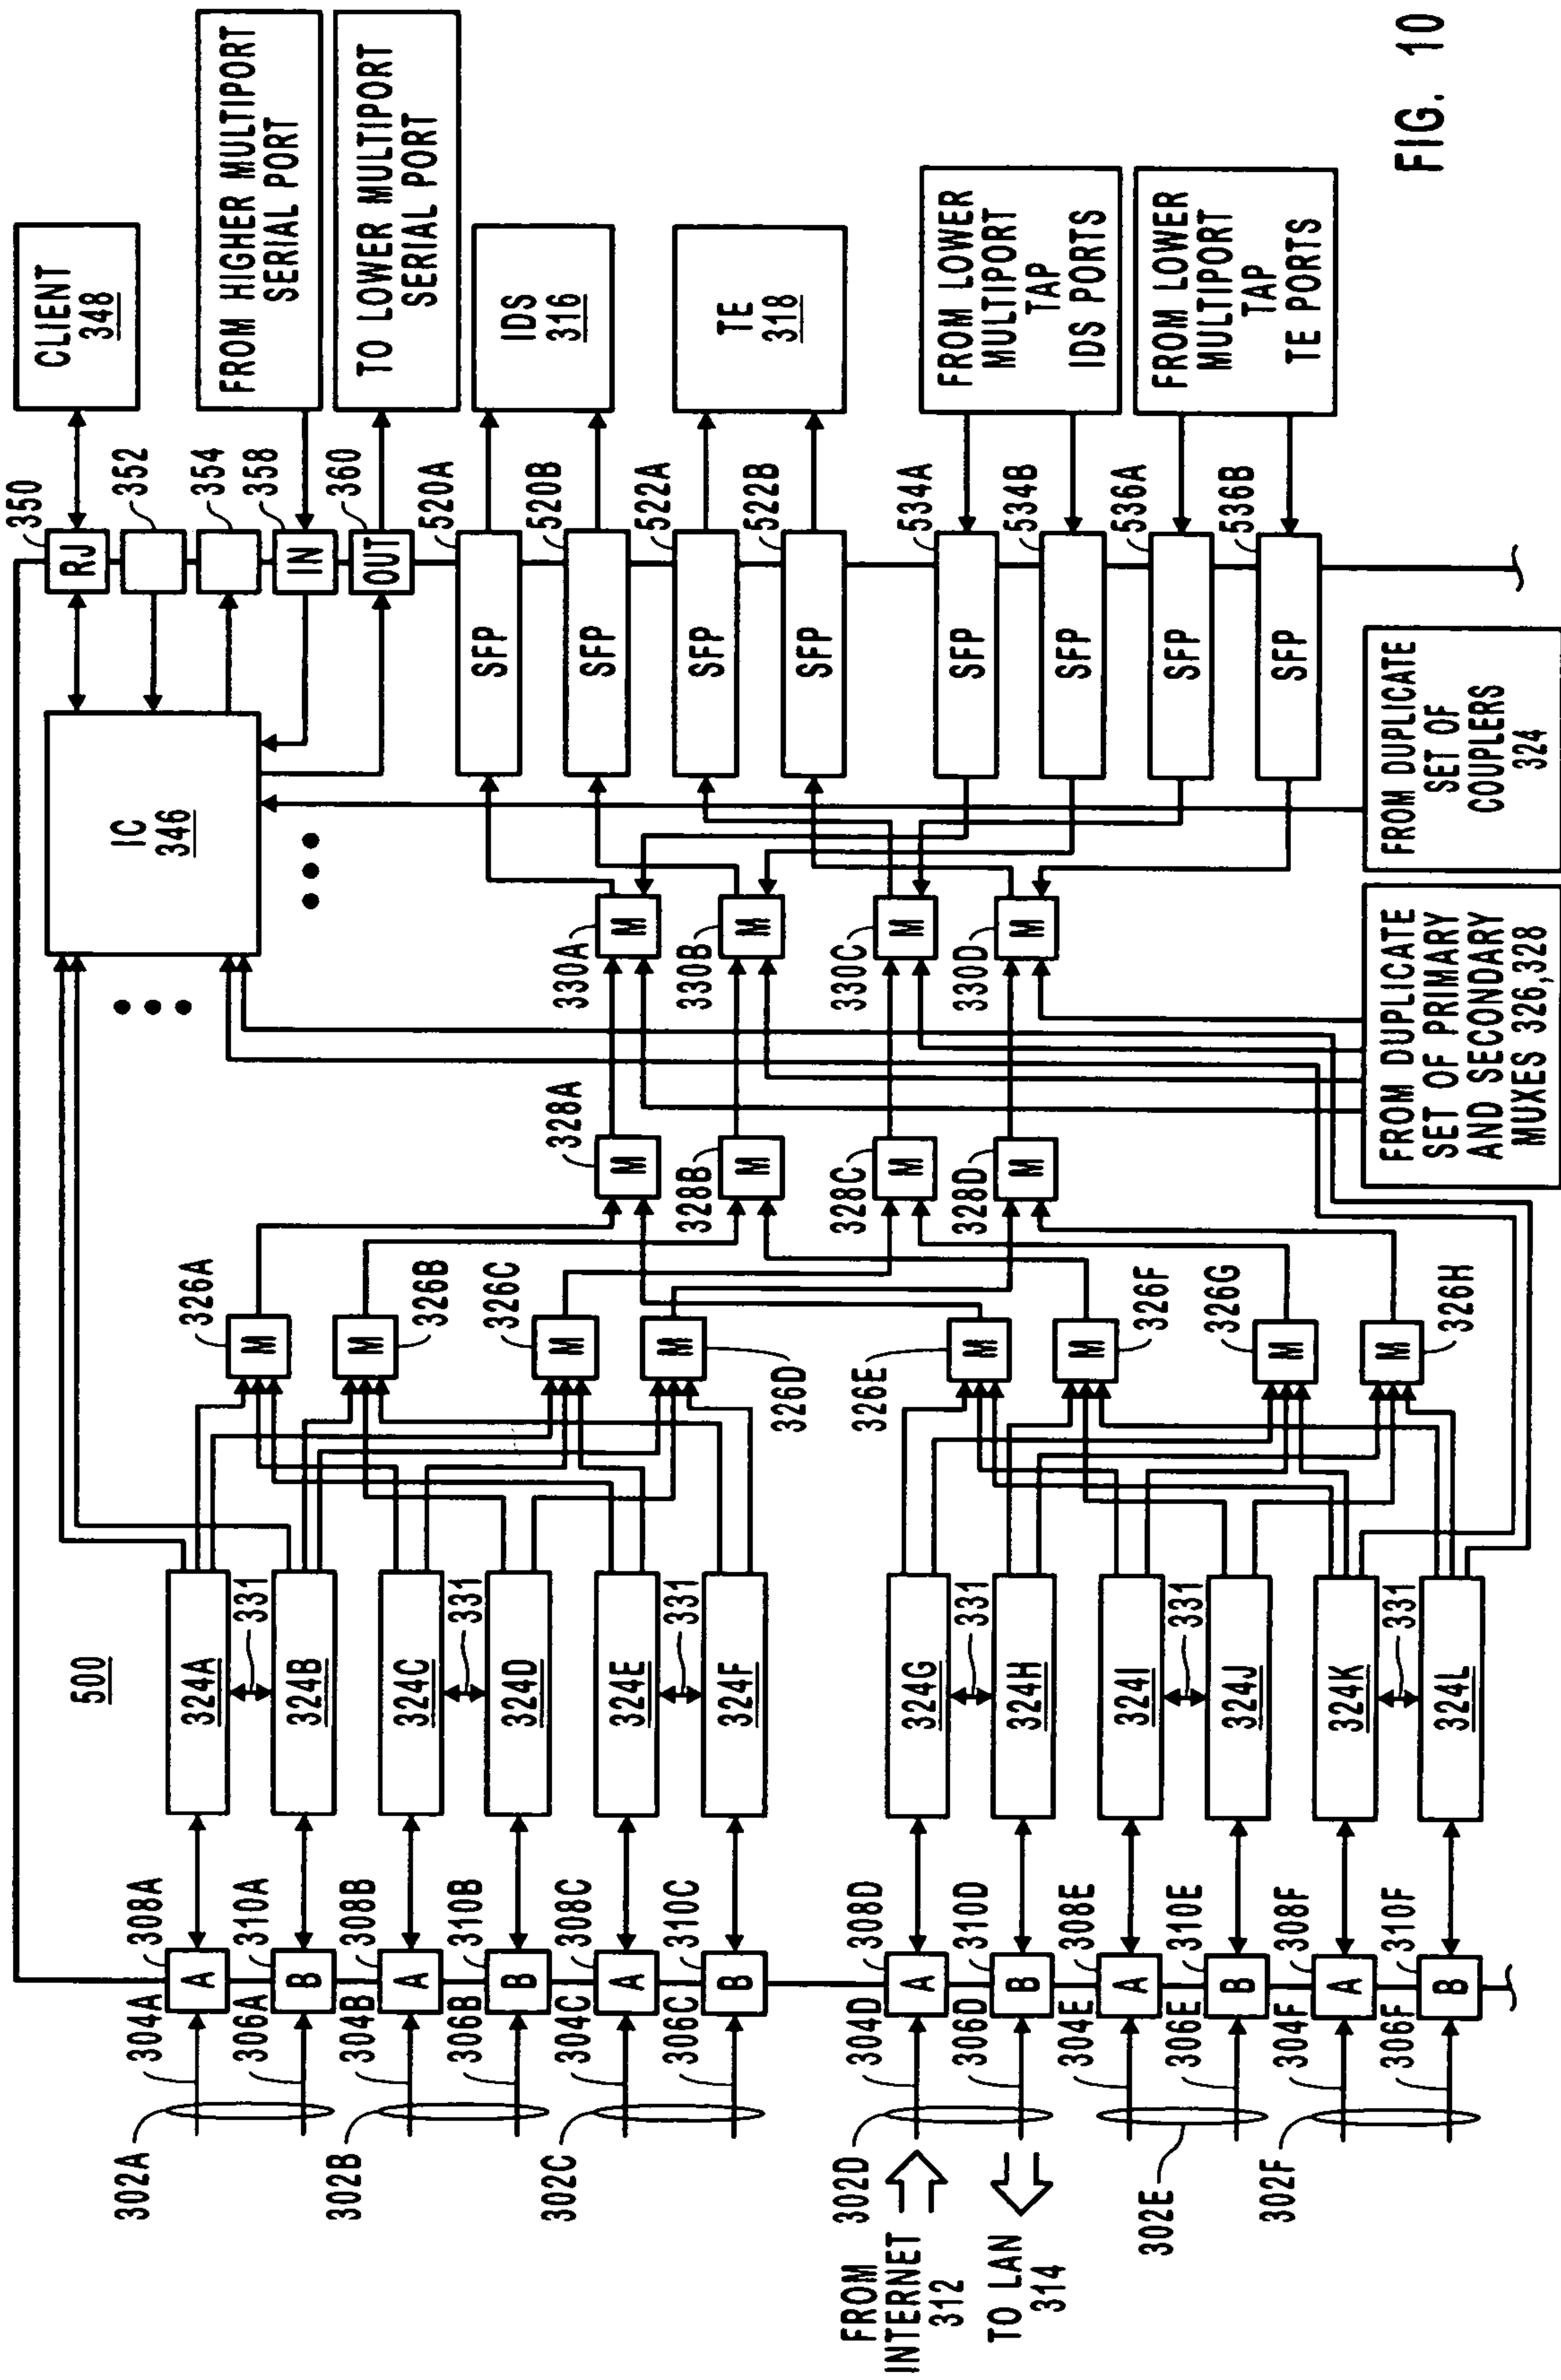 500
302A
304A
308A
306A
310A
302B
304B
308B
306B
310B
302C
304C
308C
306C
310C
302D
304D
308D
306D
310D
304E
308E
302E
306E
310E
302F
304F
308F
306F
310F
FROM
INTERNET
312
TO LAN
314
A
B
A
B
A
B
A
B
A
B
A
B
324A
331
324B
324C
331
324D
324E
331
324F
324G
331
324H
324I
331
324J
324K
331
324L
326A
M
326B
M
326C
M
326D
M
326E
M
326F
M
326G
M
326H
M
328A
M
328B
M
328C
M
328D
M
330A
M
330B
M
330C
M
330D
M
IC
346
FROM DUPLICATE
SET OF PRIMARY
AND SECONDARY
MUXES 326,328
FROM DUPLICATE
SET OF
COUPLERS
324
350
RJ
352
354
358
IN
360
OUT
520A
SFP
520B
SFP
522A
SFP
522B
SFP
534A
SFP
534B
SFP
536A
SFP
536B
SFP
CLIENT
348
FROM HIGHER MULTIPORT
SERIAL PORT
TO LOWER MULTIPORT
SERIAL PORT
IDS
316
TE
318
FROM LOWER
MULTIPORT
TAP
IDS PORTS
FROM LOWER
MULTIPORT
TAP
TE PORTS
FIG. 10